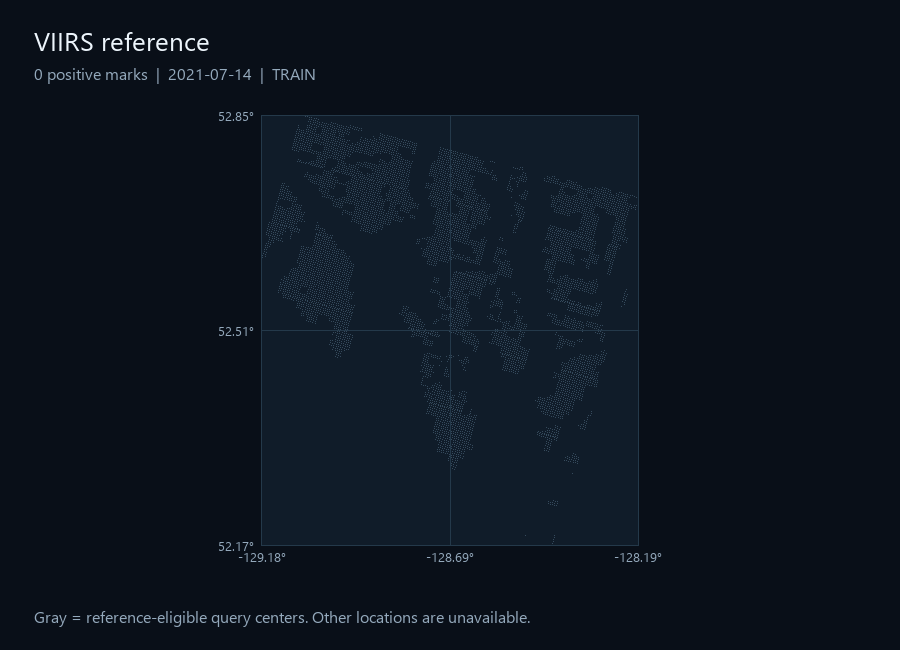 VIIRS reference
0 positive marks | 2021-07-14 | TRAIN
52.85°
52.51°
52.17°
-129.18°
-128.69°
-128.19°
Gray = reference-eligible query centers. Other locations are unavailable.